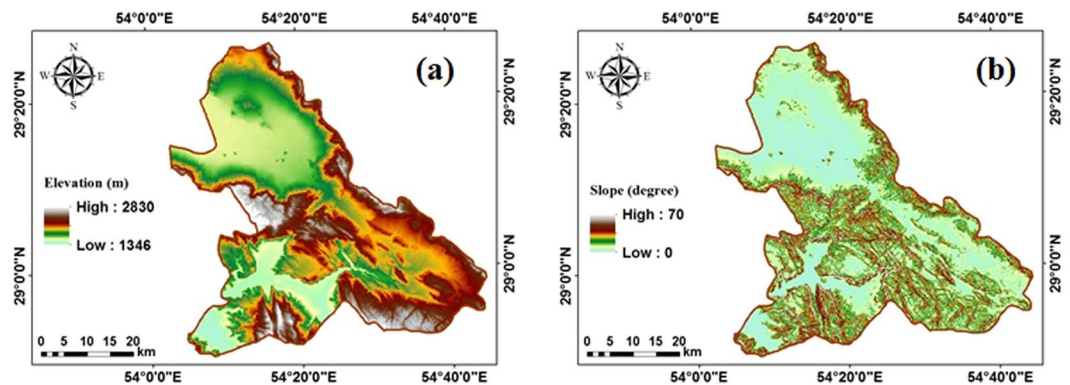 54°0'0"E 54°20'0"E 54°40'0"E
N
W E
S
(a)
29°20'0"N 29°20'0"N
Elevation (m)
High : 2830
Low : 1346
29°0'0"N 29°0'0"N
0 5 10 15 20
km
54°0'0"E 54°20'0"E 54°40'0"E
54°0'0"E 54°20'0"E 54°40'0"E
N
W E
S
(b)
29°20'0"N 29°20'0"N
Slope (degree)
High : 70
Low : 0
29°0'0"N 29°0'0"N
0 5 10 15 20
km
54°0'0"E 54°20'0"E 54°40'0"E